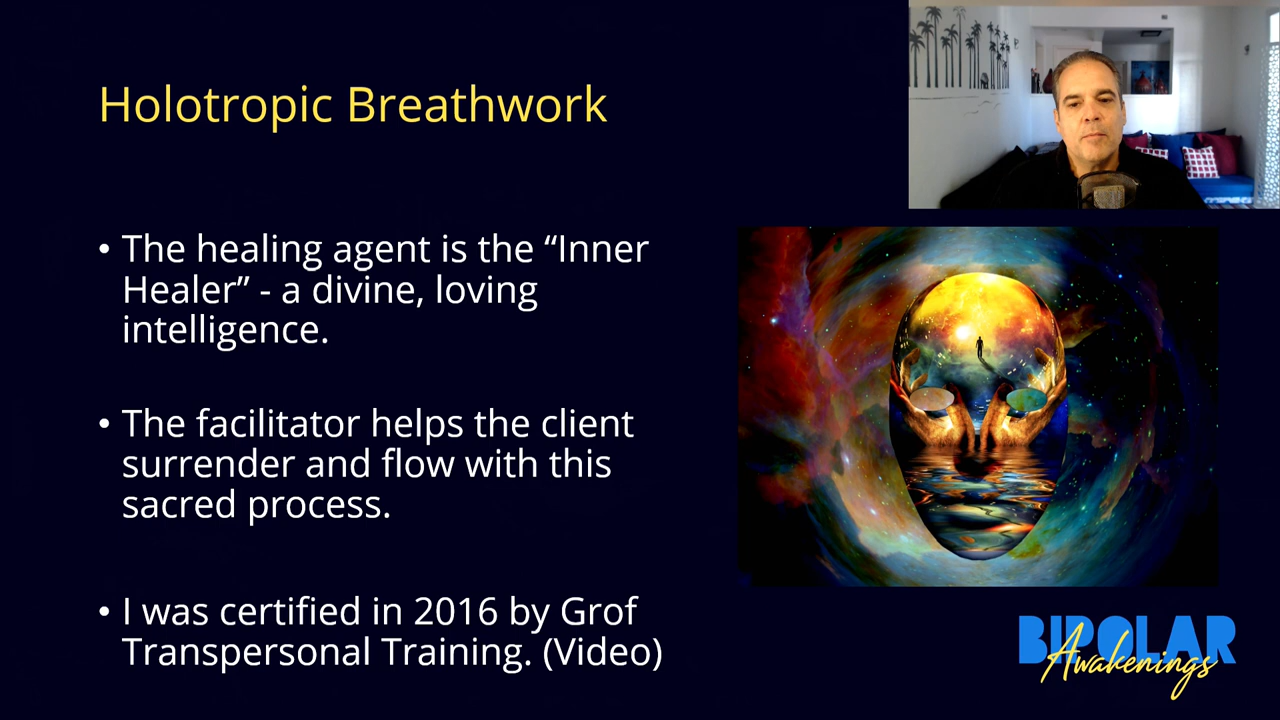 Holotropic Breathwork
• The healing agent is the “Inner
Healer” - a divine, loving
intelligence.
• The facilitator helps the client
surrender and flow with this
sacred process.
• I was certified in 2016 by Grof
Transpersonal Training. (Video)
BIPOLAR
Awakenings